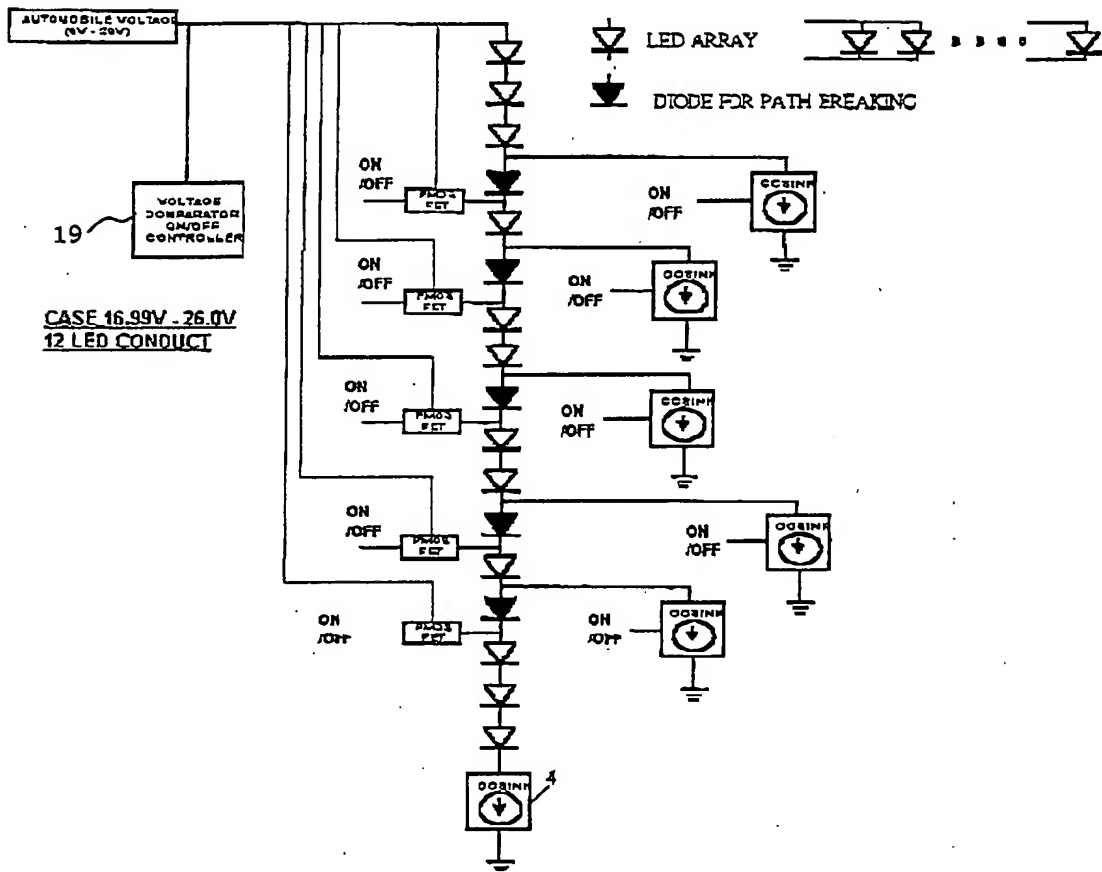 AUTOMOBILE VOLTAGE
(9V - 26V)
LED ARRAY
DIODE FOR PATH BREAKING
VOLTAGE
COMPARATOR
ON/OFF
CONTROLLER
19
CASE 16.99V - 26.0V
12 LED CONDUCT
ON
/OFF
PMOS
FET
ON
/OFF
CCSINK
ON
/OFF
PMOS
FET
ON
/OFF
CCSINK
ON
/OFF
PMOS
FET
ON
/OFF
CCSINK
ON
/OFF
PMOS
FET
ON
/OFF
CCSINK
ON
/OFF
PMOS
FET
ON
/OFF
CCSINK
CCSINK
4